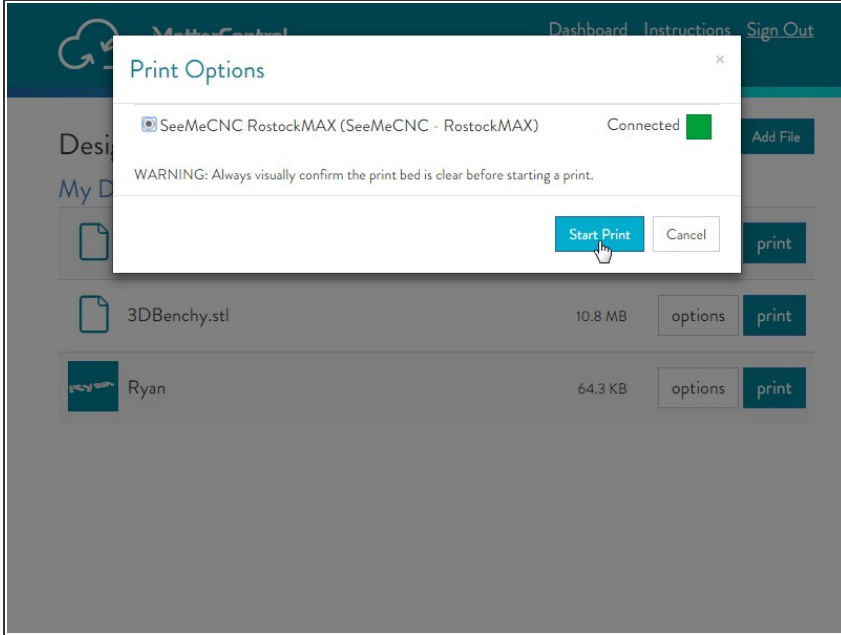 Dashboard Instructions Sign Out
Print Options ×
SeeMeCNC RostockMAX (SeeMeCNC - RostockMAX) Connected
Add File
WARNING: Always visually confirm the print bed is clear before starting a print.
Start Print Cancel
print
3DBenchy.stl 10.8 MB options print
Ryan 64.3 KB options print